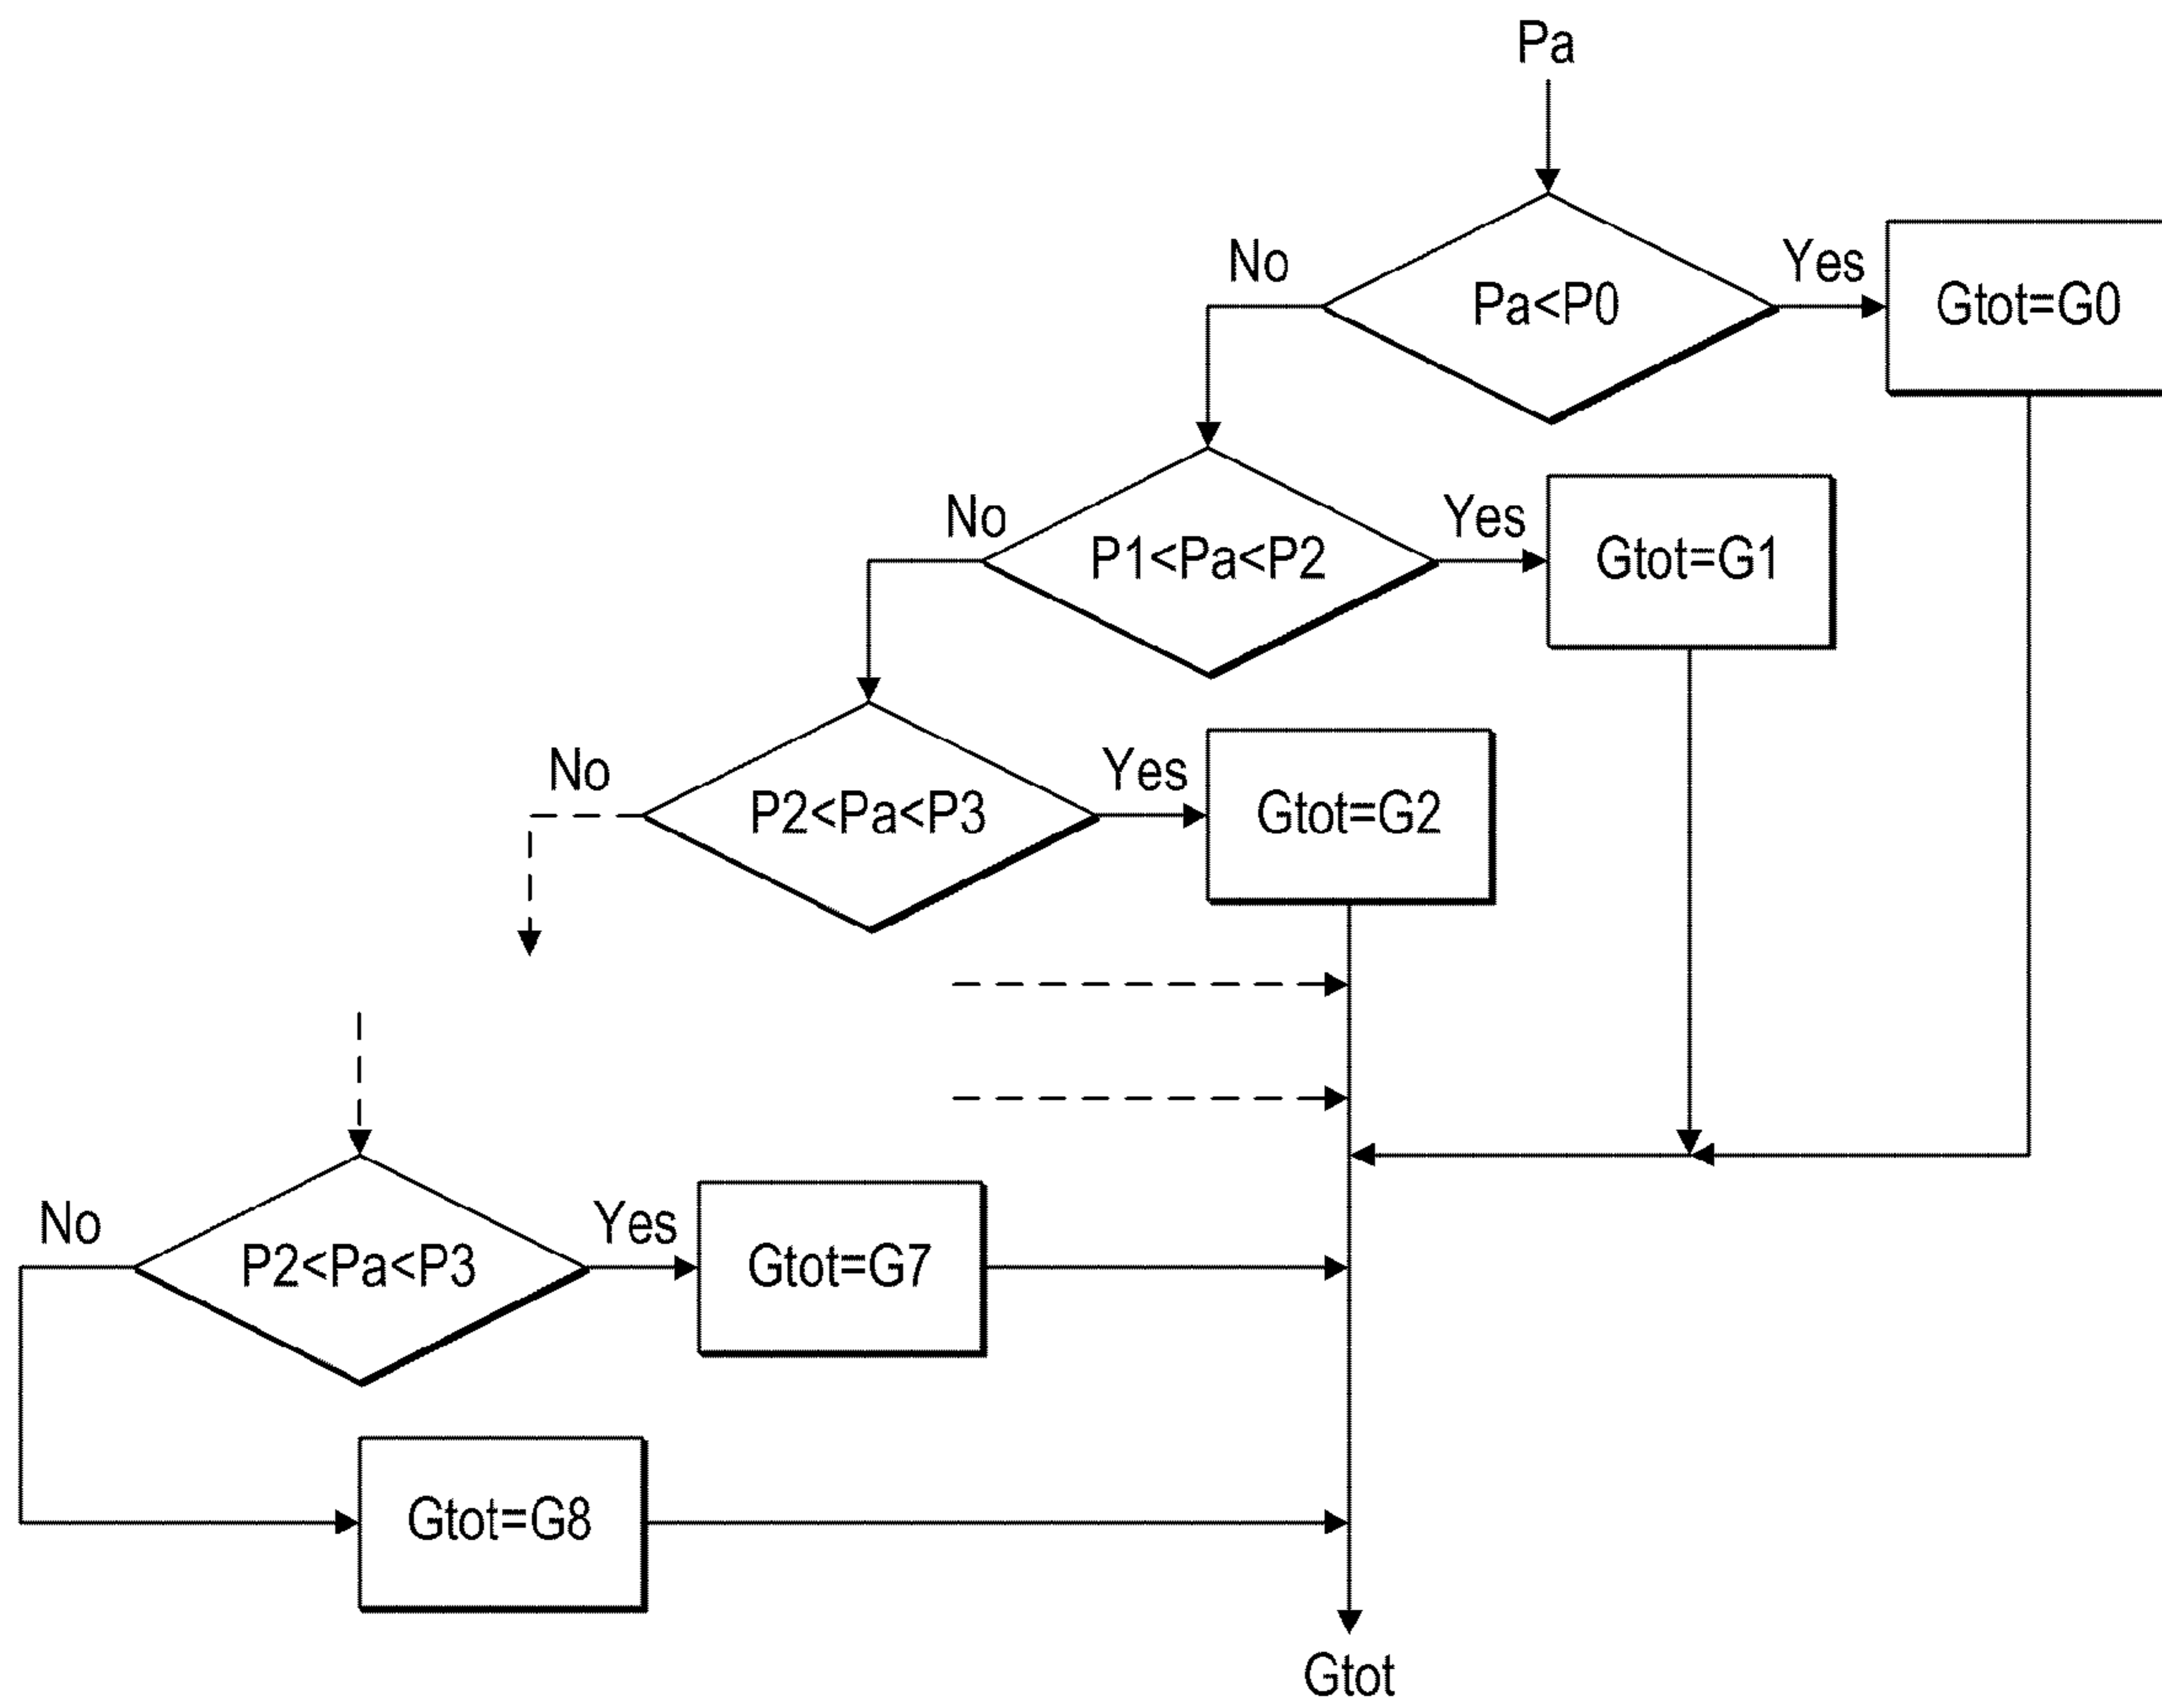 Pa
No
Yes
Pa<P0
Gtot=G0
No
Yes
P1<Pa<P2
Gtot=G1
No
Yes
P2<Pa<P3
Gtot=G2
No
Yes
P2<Pa<P3
Gtot=G7
Gtot=G8
Gtot